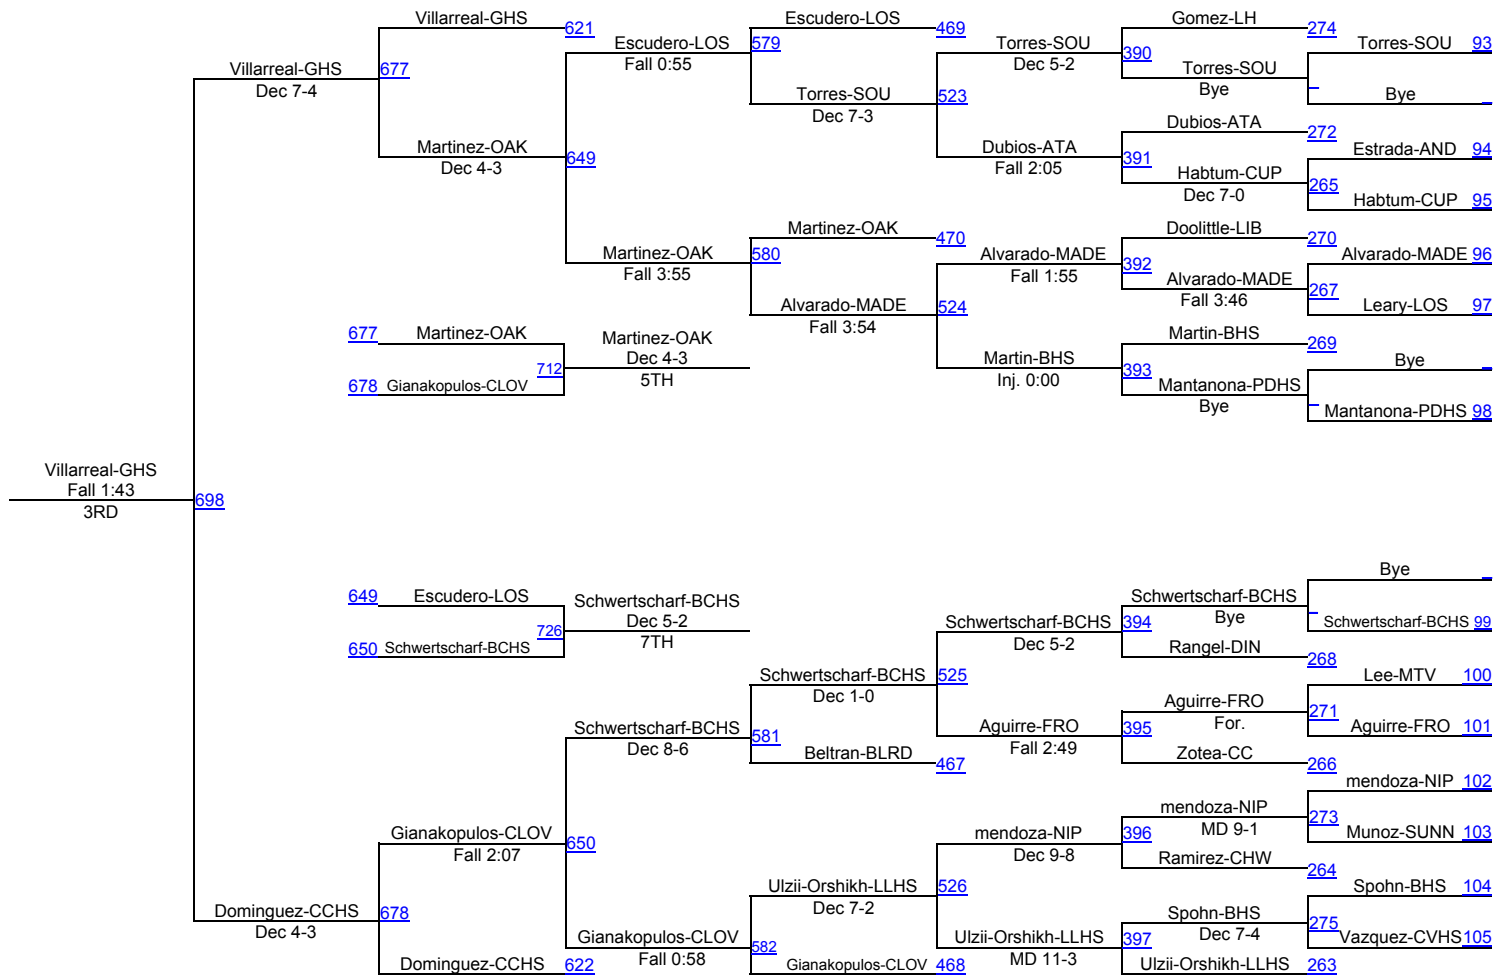 Villarreal-GHS
621
Escudero-LOS
469
Gomez-LH
274
Torres-SOU 93
Escudero-LOS
Fall 0:55
579
Torres-SOU
Dec 5-2
390
Torres-SOU
Bye
Bye
Villarreal-GHS
Dec 7-4
677
Torres-SOU
Dec 7-3
523
Dubios-ATA
272
Martinez-OAK
Dec 4-3
649
Dubios-ATA
Fall 2:05
391
Estrada-AND 94
Habtum-CUP
Dec 7-0
265
Habtum-CUP 95
Martinez-OAK
470
Doolittle-LIB
270
Martinez-OAK
Fall 3:55
580
Alvarado-MADE
Fall 1:55
392
Alvarado-MADE 96
Alvarado-MADE
Fall 3:46
267
Leary-LOS 97
Alvarado-MADE
Fall 3:54
524
677 Martinez-OAK
Martinez-OAK
Dec 4-3
5TH
712
678 Gianakopulos-CLOV
Martin-BHS
269
Martin-BHS
Inj. 0:00
393
Bye
Mantanona-PDHS
Bye
Mantanona-PDHS 98
Villarreal-GHS
Fall 1:43
3RD
698
649 Escudero-LOS
Schwertscharf-BCHS
Dec 5-2
7TH
726
650 Schwertscharf-BCHS
Bye
Schwertscharf-BCHS
Bye
Schwertscharf-BCHS 99
Schwertscharf-BCHS
Dec 5-2
394
Rangel-DIN
268
Schwertscharf-BCHS
Dec 1-0
525
Lee-MTV 100
Aguirre-FRO
For.
271
Aguirre-FRO 101
Schwertscharf-BCHS
Dec 8-6
581
Aguirre-FRO
Fall 2:49
395
Beltran-BLRD
467
Zotea-CC
266
mendoza-NIP 102
mendoza-NIP
MD 9-1
273
Munoz-SUNN 103
Gianakopulos-CLOV
Fall 2:07
650
mendoza-NIP
Dec 9-8
396
Ramirez-CHW
264
Ulzii-Orshikh-LLHS
Dec 7-2
526
Spohn-BHS 104
Dominguez-CCHS
Dec 4-3
678
Spohn-BHS
Dec 7-4
275
Gianakopulos-CLOV
Fall 0:58
582
Ulzii-Orshikh-LLHS
MD 11-3
397
Vazquez-CVHS 105
Dominguez-CCHS
622
Gianakopulos-CLOV
468
Ulzii-Orshikh-LLHS
263